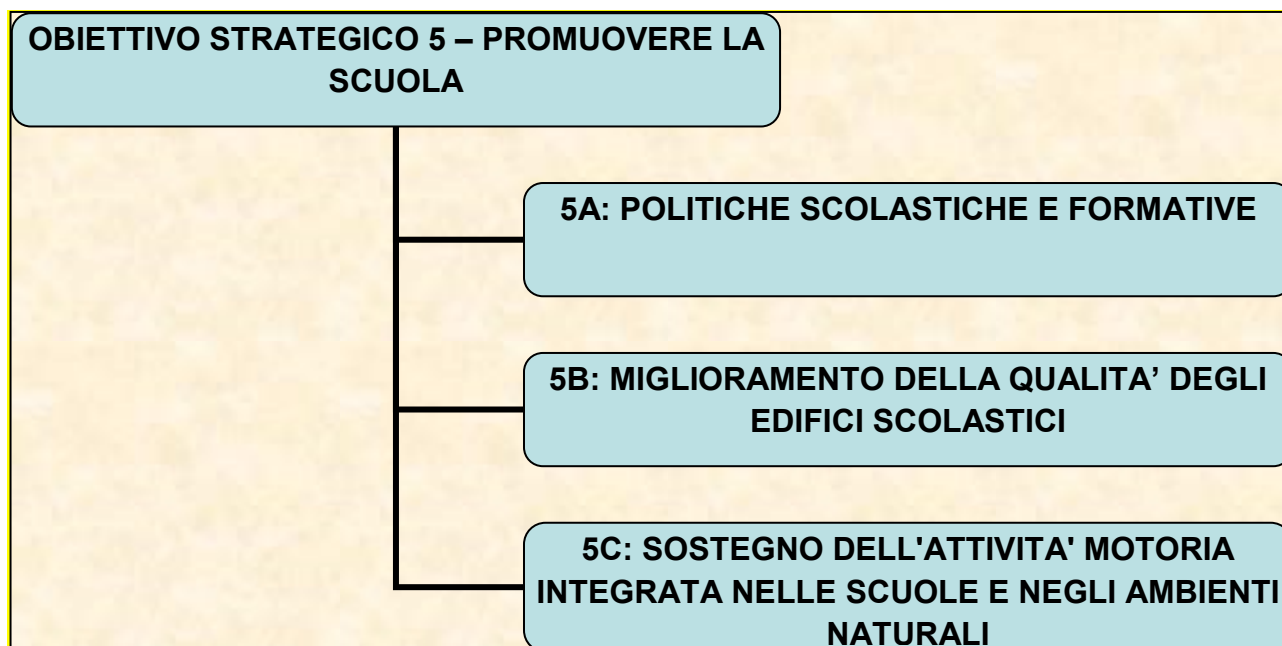 OBIETTIVO STRATEGICO 5 – PROMUOVERE LA
SCUOLA
5A: POLITICHE SCOLASTICHE E FORMATIVE
5B: MIGLIORAMENTO DELLA QUALITA’ DEGLI
EDIFICI SCOLASTICI
5C: SOSTEGNO DELL'ATTIVITA' MOTORIA
INTEGRATA NELLE SCUOLE E NEGLI AMBIENTI
NATURALI